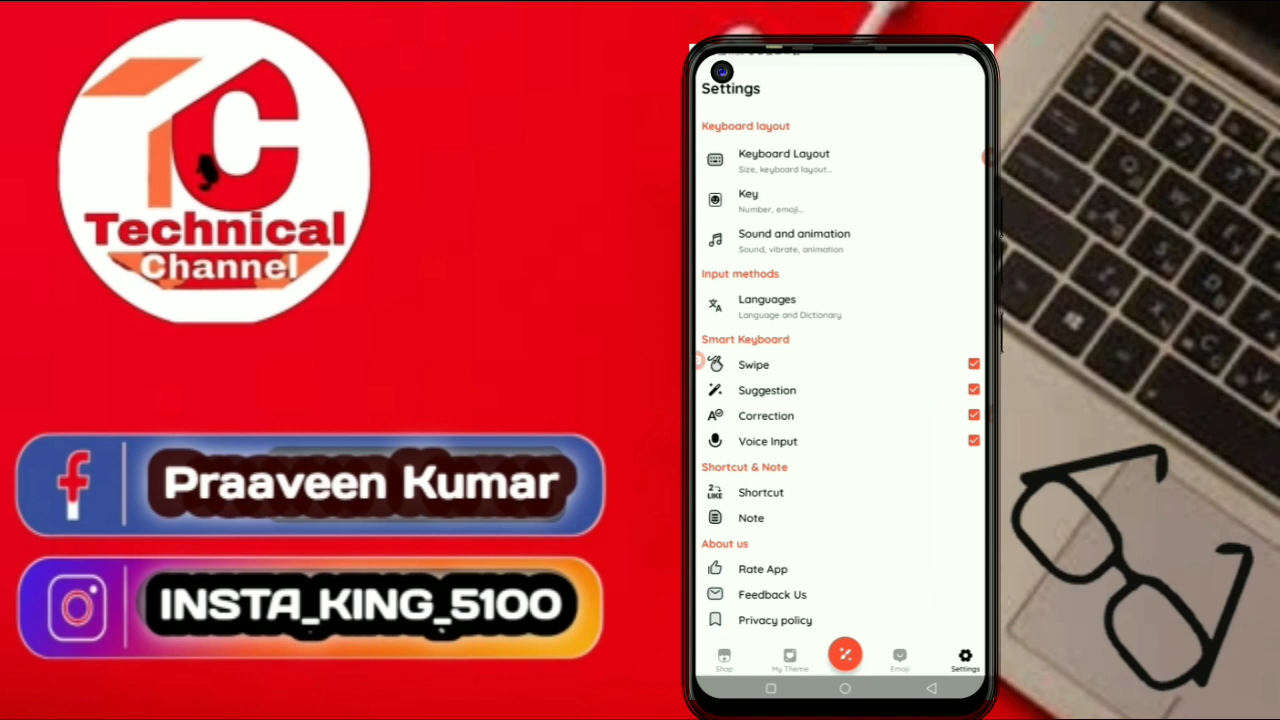 Technical
Channel
Praaveen Kumar
INSTA_KING_5100
Settings
Keyboard layout
Keyboard Layout
Size, keyboard layout...
Key
Number, emoji...
Sound and animation
Sound, vibrate, animation
Input methods
Languages
Language and Dictionary
Smart Keyboard
Swipe
Suggestion
Correction
Voice Input
Shortcut & Note
2
LIKE
Shortcut
Note
About us
Rate App
Feedback Us
Privacy policy
Shop
My Theme
Emoji
Settings